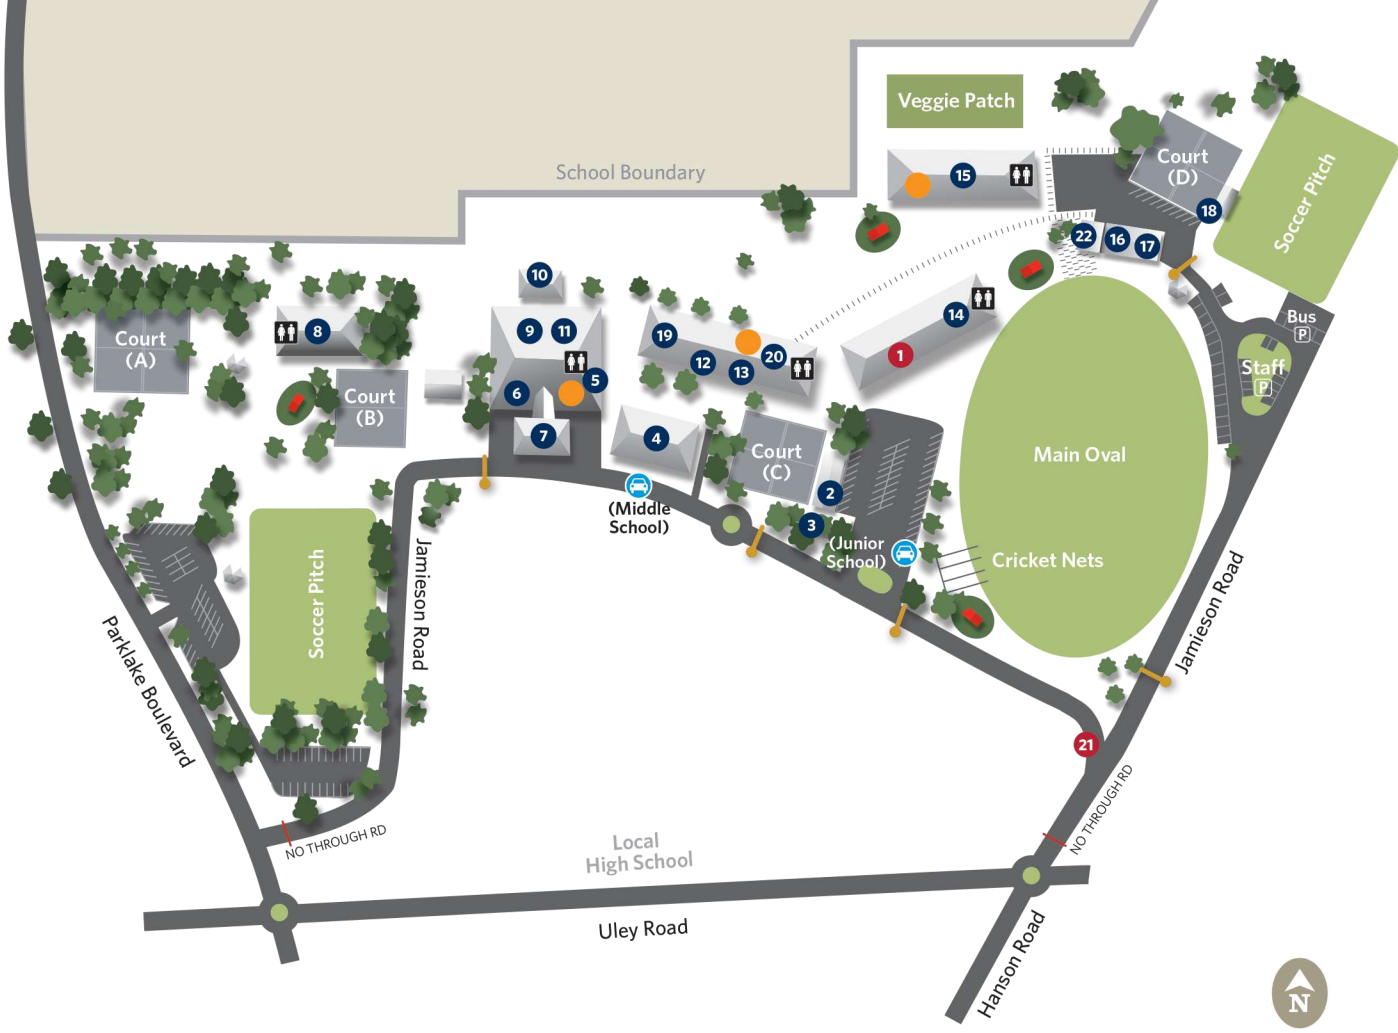 Veggie Patch
School Boundary
15
Court
(D)
18
Soccer Pitch
22
16
17
10
Court
(A)
8
9
11
19
20
12
13
14
1
Bus
P
Staff
P
5
6
Court
(B)
7
4
Court
(C)
2
3
Main Oval
(Middle
School)
(Junior
School)
Cricket Nets
Soccer Pitch
Jamieson Road
Jamieson Road
Parklake Boulevard
21
NO THROUGH RD
NO THROUGH RD
Local
High School
Uley Road
Hanson Road
N